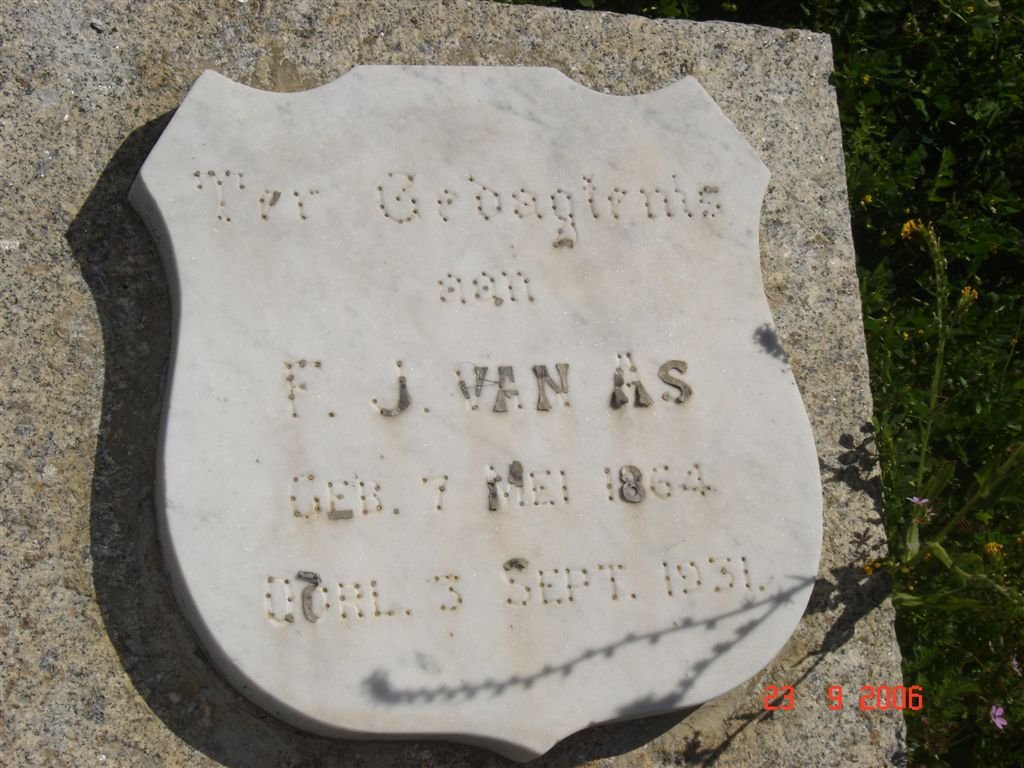 Ter Gedagtenis
aan
F. J. VAN AS
GEB. 7 MEI 1864.
OORL. 3 SEPT. 1931.
23 9 2006